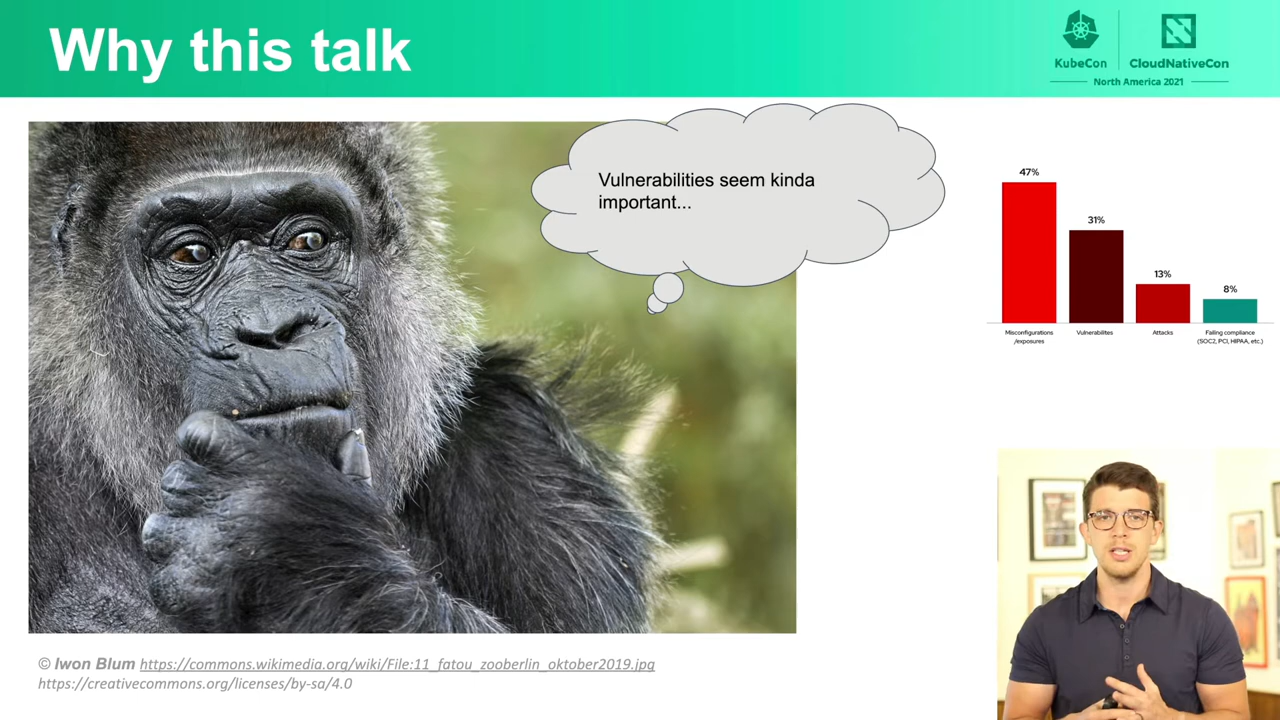 Why this talk
KubeCon
CloudNativeCon
North America 2021
Vulnerabilities seem kinda
important...
47%
31%
13%
8%
Misconfigurations
/exposures
Vulnerabilites
Attacks
Failing compliance
(SOC2, PCI, HIPAA, etc.)
© Iwon Blum https://commons.wikimedia.org/wiki/File:11_fatou_zooberlin_oktober2019.jpg
https://creativecommons.org/licenses/by-sa/4.0